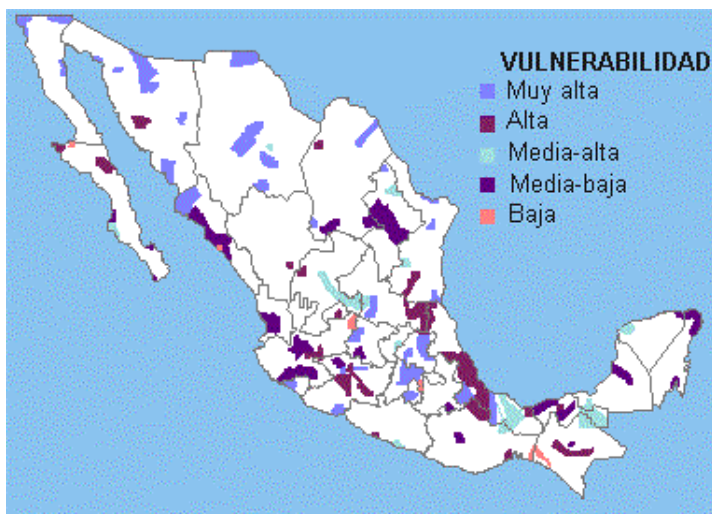 VULNERABILIDAD
Muy alta
Alta
Media-alta
Media-baja
Baja